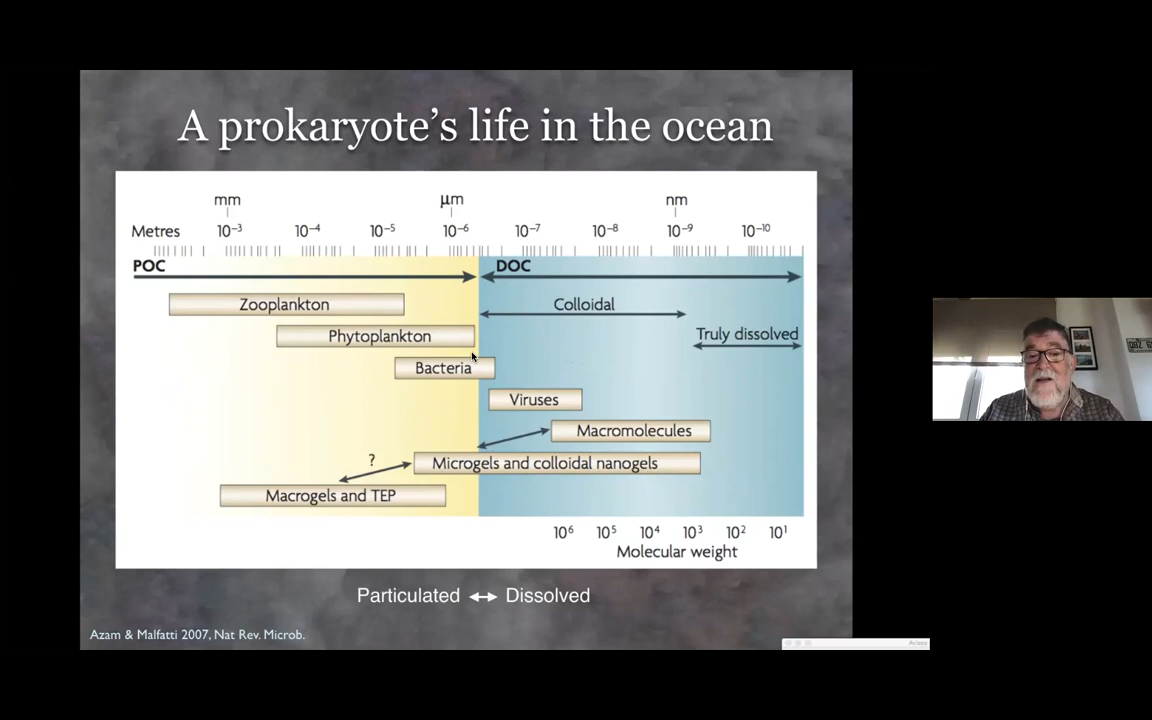 A prokaryote's life in the ocean
mm μm nm
Metres 10⁻³ 10⁻⁴ 10⁻⁵ 10⁻⁶ 10⁻⁷ 10⁻⁸ 10⁻⁹ 10⁻¹⁰
POC DOC
Zooplankton Colloidal
Phytoplankton Truly dissolved
Bacteria
Viruses
Macromolecules
? Microgels and colloidal nanogels
Macrogels and TEP
10⁶ 10⁵ 10⁴ 10³ 10² 10¹
Molecular weight
Particulated ↔ Dissolved
Azam & Malfatti 2007, Nat Rev. Microb.